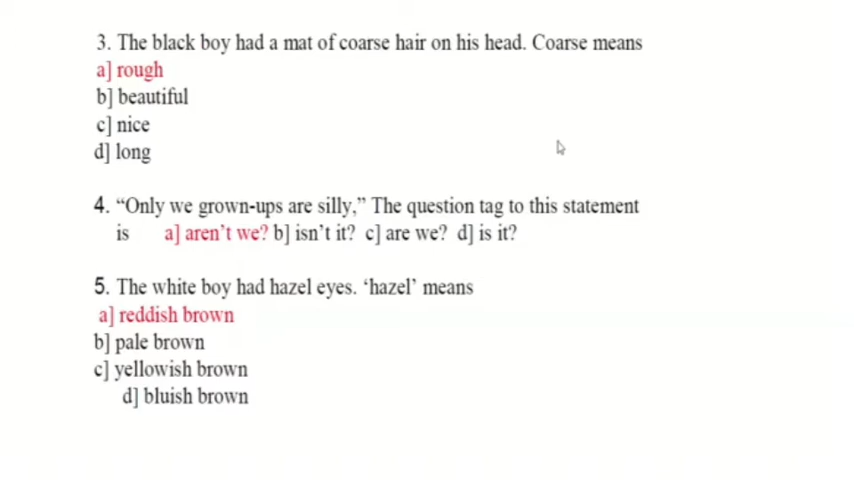 3. The black boy had a mat of coarse hair on his head. Coarse means
a] rough
b] beautiful
c] nice
d] long
4. “Only we grown-ups are silly,” The question tag to this statement
is a] aren’t we? b] isn’t it? c] are we? d] is it?
5. The white boy had hazel eyes. ‘hazel’ means
a] reddish brown
b] pale brown
c] yellowish brown
d] bluish brown